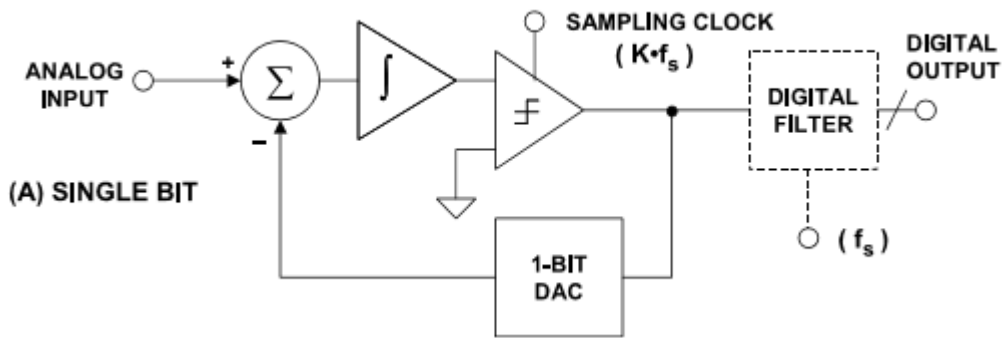 SAMPLING CLOCK
( K•fs )
ANALOG
INPUT
+
Σ
∫
−
DIGITAL
FILTER
DIGITAL
OUTPUT
(A) SINGLE BIT
( fs )
1-BIT
DAC